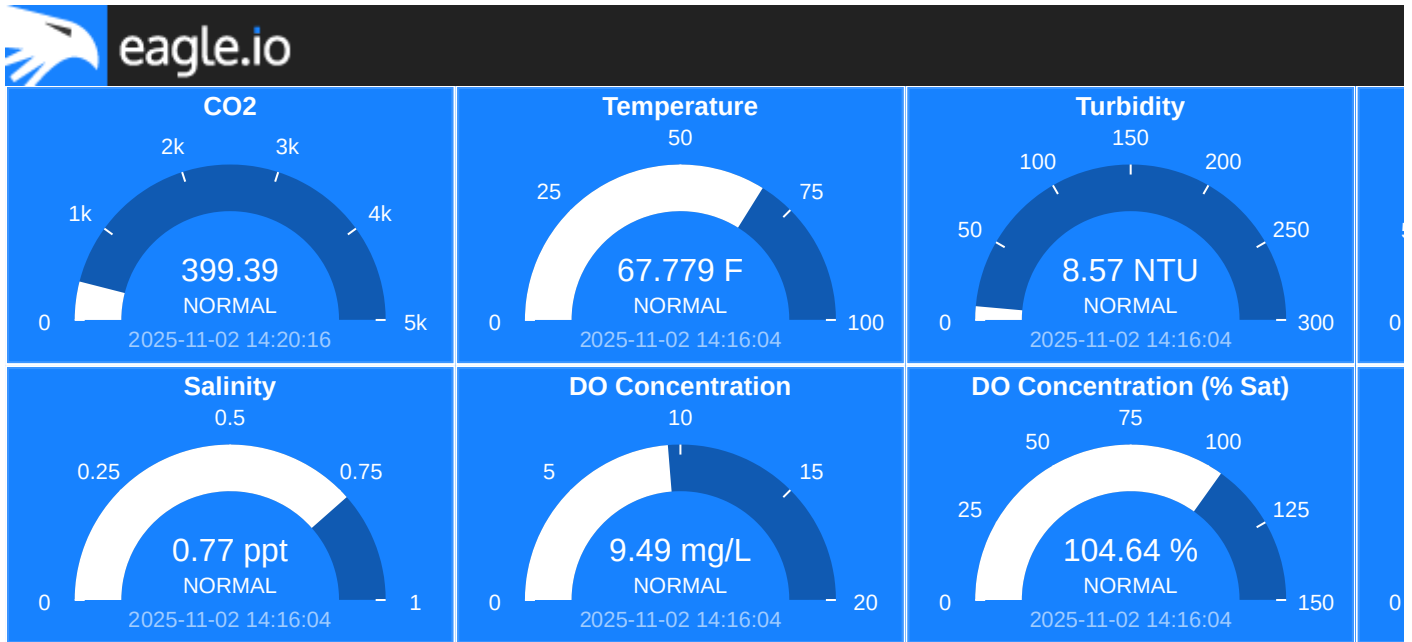 eagle.io
CO2
2k
3k
1k
4k
399.39
NORMAL
0
5k
2025-11-02 14:20:16
Temperature
50
25
75
67.779 F
NORMAL
0
100
2025-11-02 14:16:04
Turbidity
150
100
200
50
250
8.57 NTU
NORMAL
0
300
2025-11-02 14:16:04
0
Salinity
0.5
0.25
0.75
0.77 ppt
NORMAL
0
1
2025-11-02 14:16:04
DO Concentration
10
5
15
9.49 mg/L
NORMAL
0
20
2025-11-02 14:16:04
DO Concentration (% Sat)
75
50
100
25
125
104.64 %
NORMAL
0
150
2025-11-02 14:16:04
0